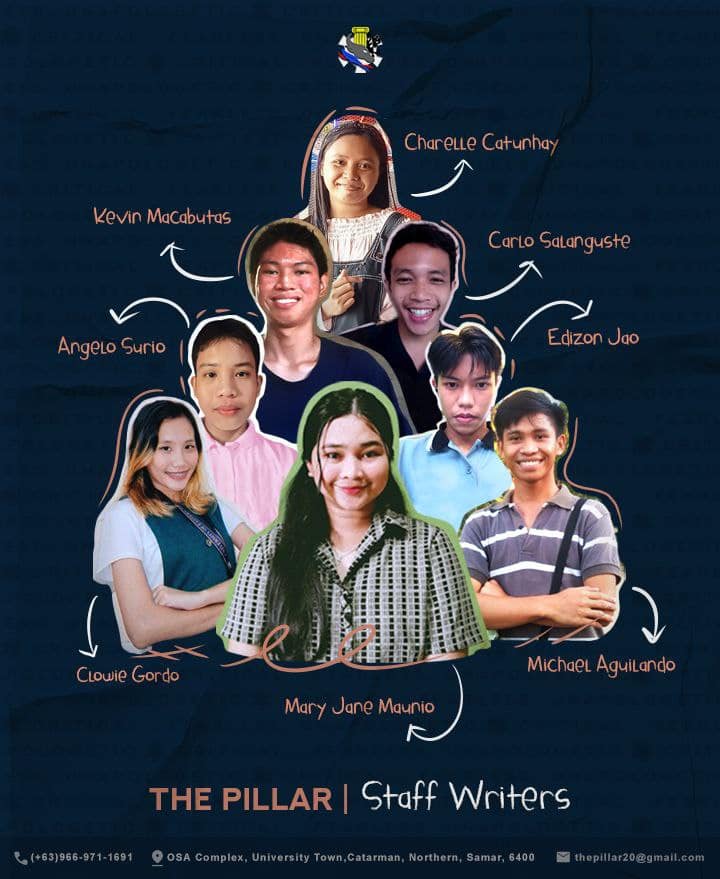 Charelle Catunhay
Kevin Macabutas
Carlo Salanguste
Angelo Surio
Edizon Jao
Clowie Gordo
Michael Aguilando
Mary Jane Maunio
THE PILLAR | Staff Writers
(+63)966-971-1691 OSA Complex, University Town,Catarman, Northern, Samar, 6400 thepillar20@gmail.com